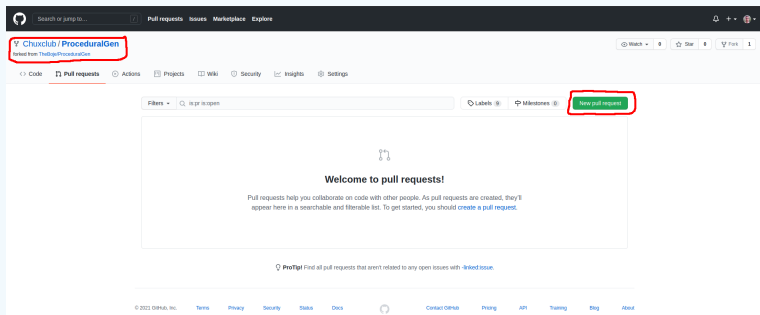 Search or jump to... /
Pull requests Issues Marketplace Explore
Chuxclub / ProceduralGen
forked from TheBojo/ProceduralGen
Watch 0 Star 0 Fork 1
Code Pull requests Actions Projects Wiki Security Insights Settings
Filters is:pr is:open Labels 9 Milestones 0 New pull request
Welcome to pull requests!
Pull requests help you collaborate on code with other people. As pull requests are created, they'll
appear here in a searchable and filterable list. To get started, you should create a pull request.
ProTip! Find all pull requests that aren't related to any open issues with -linked:issue.
© 2021 GitHub, Inc. Terms Privacy Security Status Docs Contact GitHub Pricing API Training Blog About